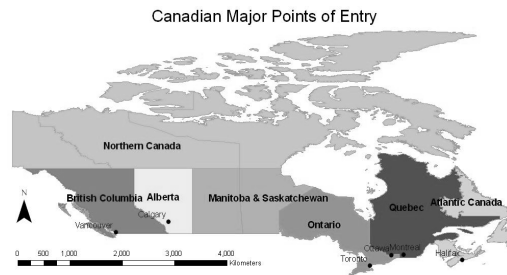 Canadian Major Points of Entry
Northern Canada
British Columbia
Alberta
Manitoba & Saskatchewan
Ontario
Quebec
Atlantic Canada
Vancouver
Calgary
Toronto
Ottawa
Montreal
Halifax
N
0 500 1,000 2,000 3,000 4,000
Kilometers